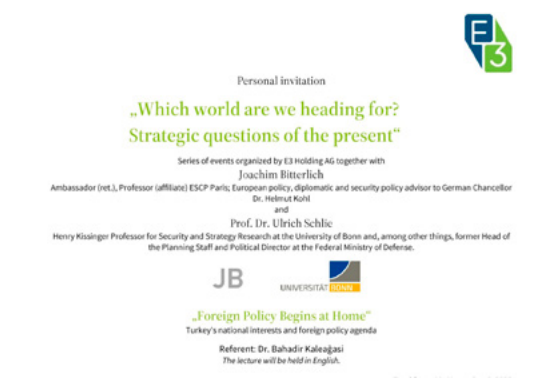 E
3
Personal invitation
„Which world are we heading for?
Strategic questions of the present“
Series of events organized by E3 Holding AG together with
Joachim Bitterlich
Ambassador (ret.), Professor (affiliate) ESCP Paris; European policy, diplomatic and security policy advisor to German Chancellor
Dr. Helmut Kohl
and
Prof. Dr. Ulrich Schlie
Henry Kissinger Professor for Security and Strategy Research at the University of Bonn and, among other things, former Head of
the Planning Staff and Political Director at the Federal Ministry of Defense.
JB
UNIVERSITÄT BONN
„Foreign Policy Begins at Home“
Turkey's national interests and foreign policy agenda
Referent: Dr. Bahadir Kaleağasi
The lecture will be held in English.